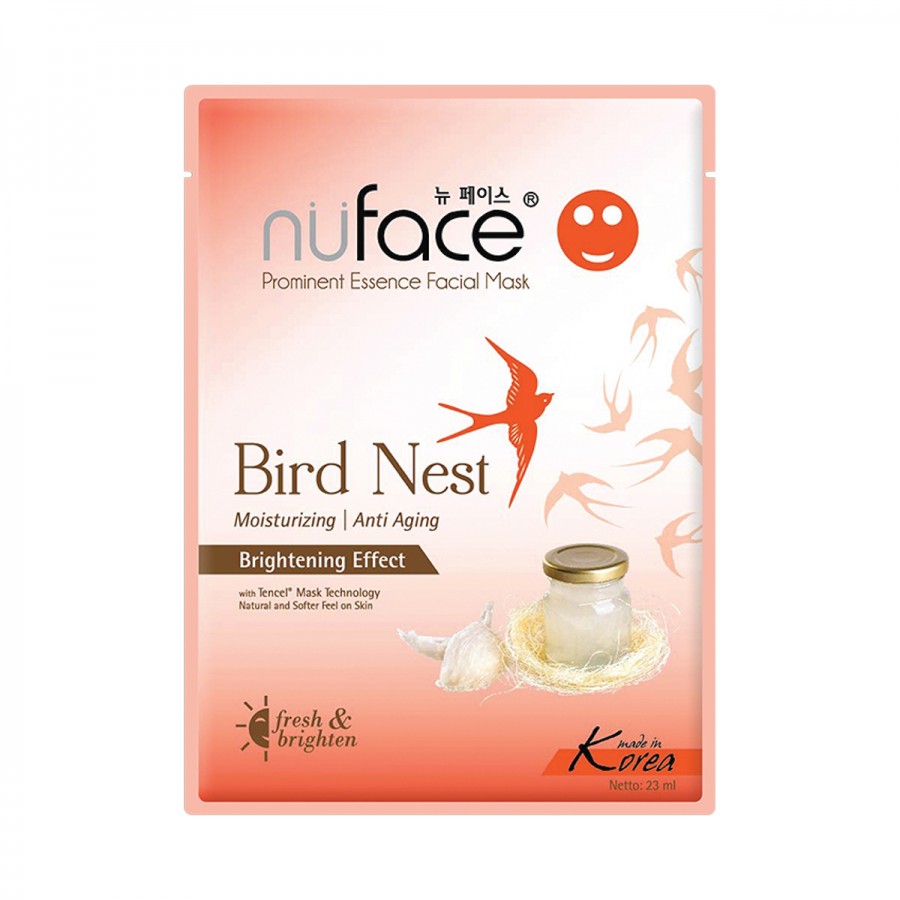 뉴 페이스
nüface®
Prominent Essence Facial Mask
Bird Nest
Moisturizing | Anti Aging
Brightening Effect
with Tencel® Mask Technology
Natural and Softer Feel on Skin
fresh &
brighten
made in
Korea
Netto: 23 ml